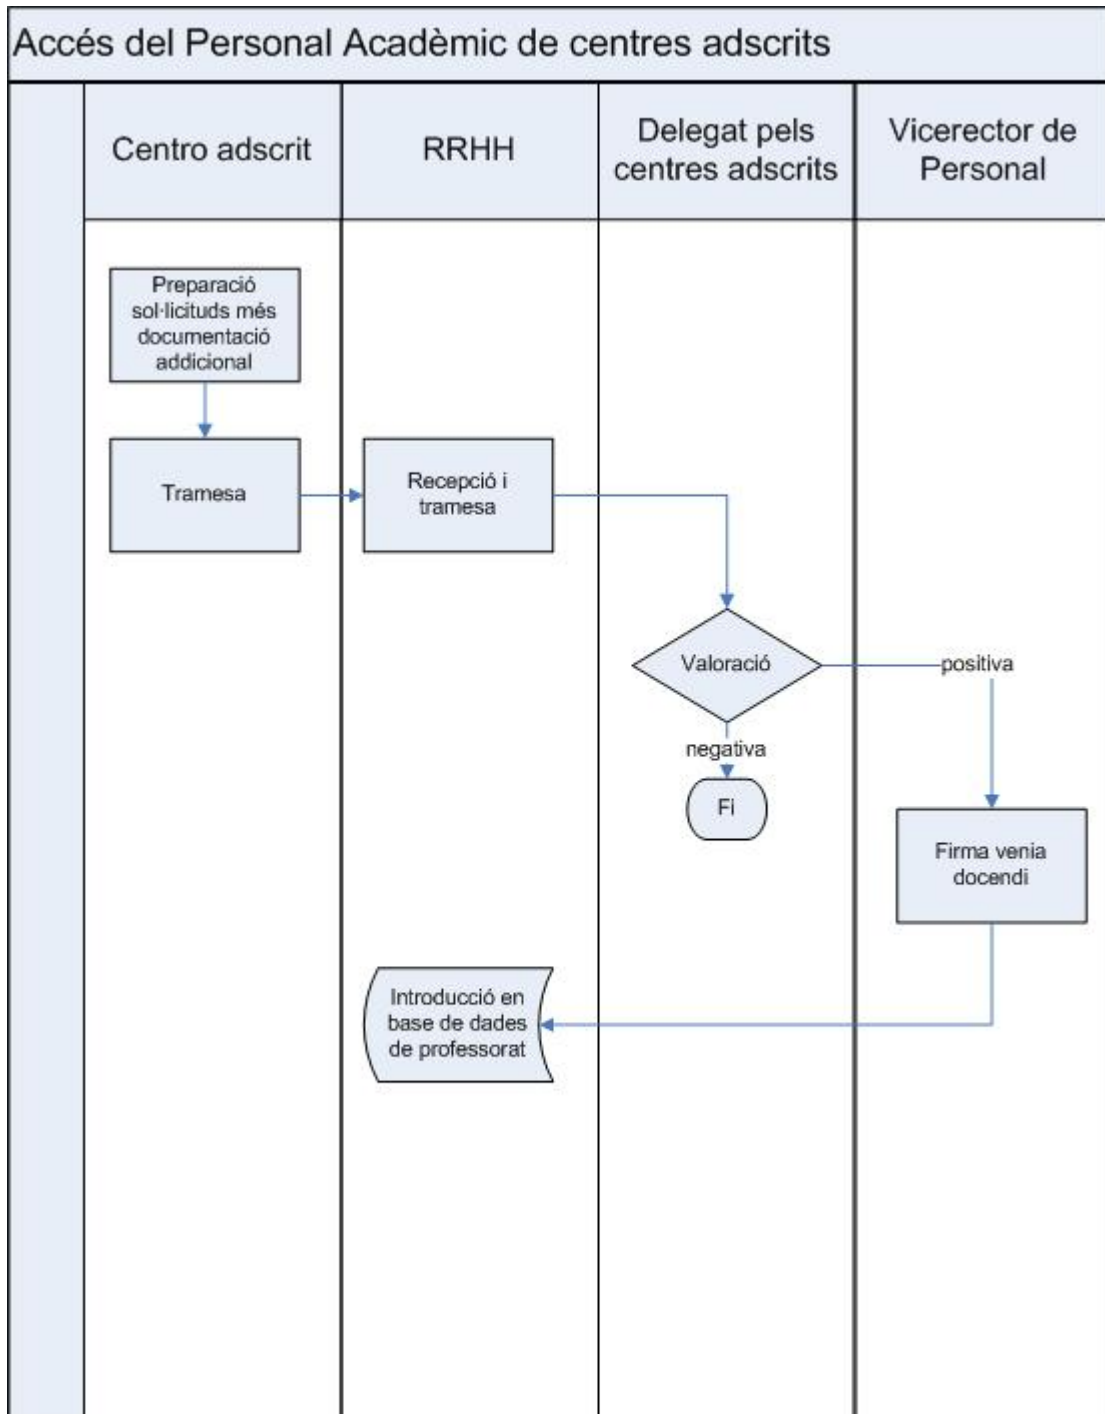 Accés del Personal Acadèmic de centres adscrits
Centro adscrit
RRHH
Delegat pels
centres adscrits
Vicerector de
Personal
Preparació
sol·licituds més
documentació
addicional
Tramesa
Recepció i
tramesa
Valoració
positiva
negativa
Fi
Firma venia
docendi
Introducció en
base de dades
de professorat